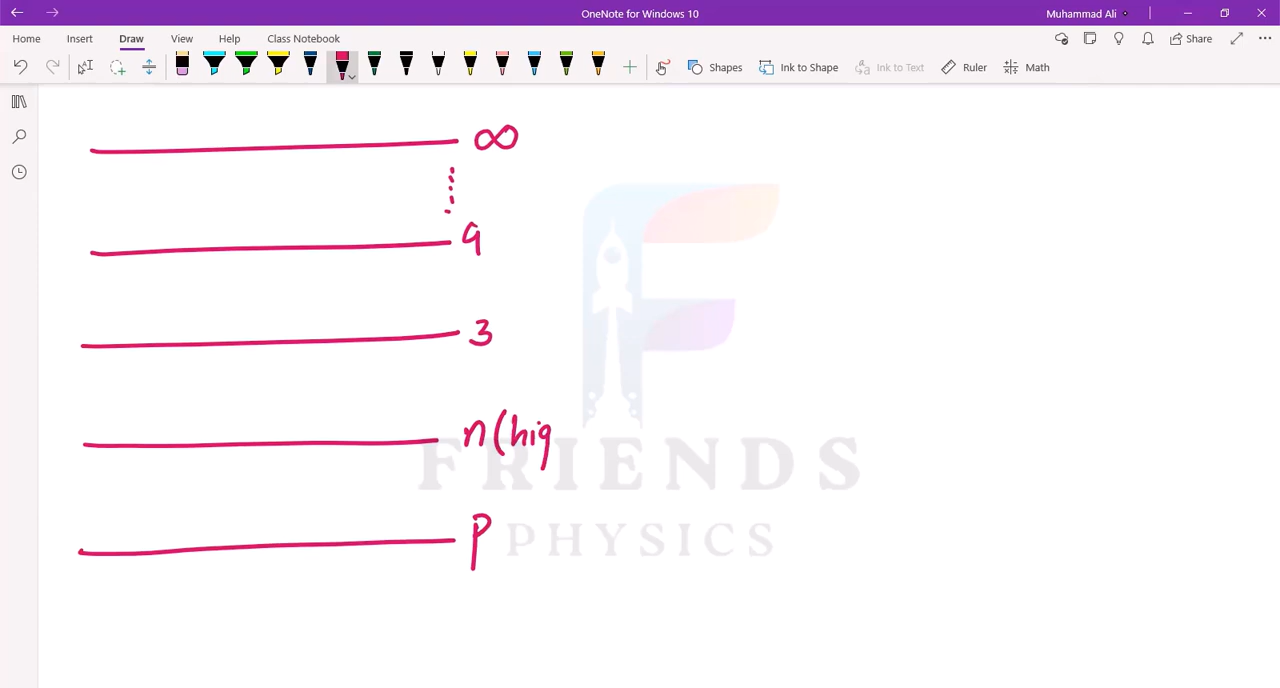 OneNote for Windows 10
Muhammad Ali
Home Insert Draw View Help Class Notebook
Share
Shapes Ink to Shape Ink to Text Ruler Math
∞
4
3
n(hig
P
FRIENDS
PHYSICS